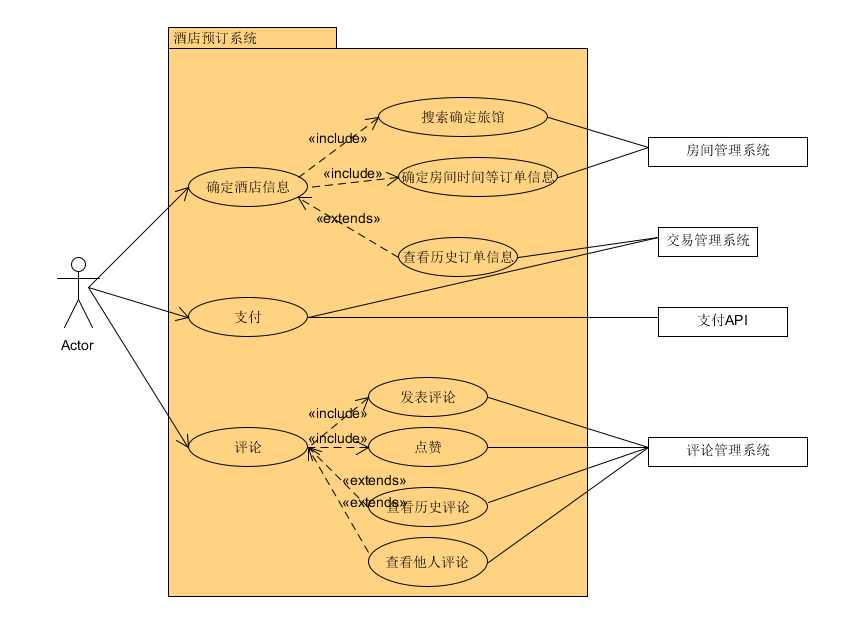 酒店预订系统
搜索确定旅馆
«include»
房间管理系统
«include»
确定房间时间等订单信息
确定酒店信息
«extends»
交易管理系统
查看历史订单信息
支付
支付API
Actor
发表评论
«include»
«include»
点赞
评论
评论管理系统
«extends»
«extends»
查看历史评论
查看他人评论